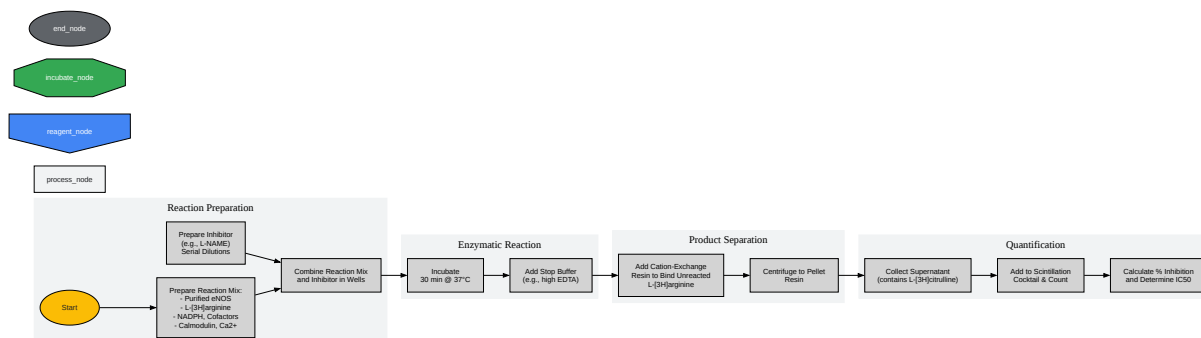 end_node
incubate_node
reagent_node
process_node
Reaction Preparation
Prepare Inhibitor
(e.g., L-NAME)
Serial Dilutions
Start
Prepare Reaction Mix:
- Purified eNOS
- L-[3H]arginine
- NADPH, Cofactors
- Calmodulin, Ca2+
Combine Reaction Mix
and Inhibitor in Wells
Enzymatic Reaction
Incubate
30 min @ 37°C
Add Stop Buffer
(e.g., high EDTA)
Product Separation
Add Cation-Exchange
Resin to Bind Unreacted
L-[3H]arginine
Centrifuge to Pellet
Resin
Quantification
Collect Supernatant
(contains L-[3H]citrulline)
Add to Scintillation
Cocktail & Count
Calculate % Inhibition
and Determine IC50